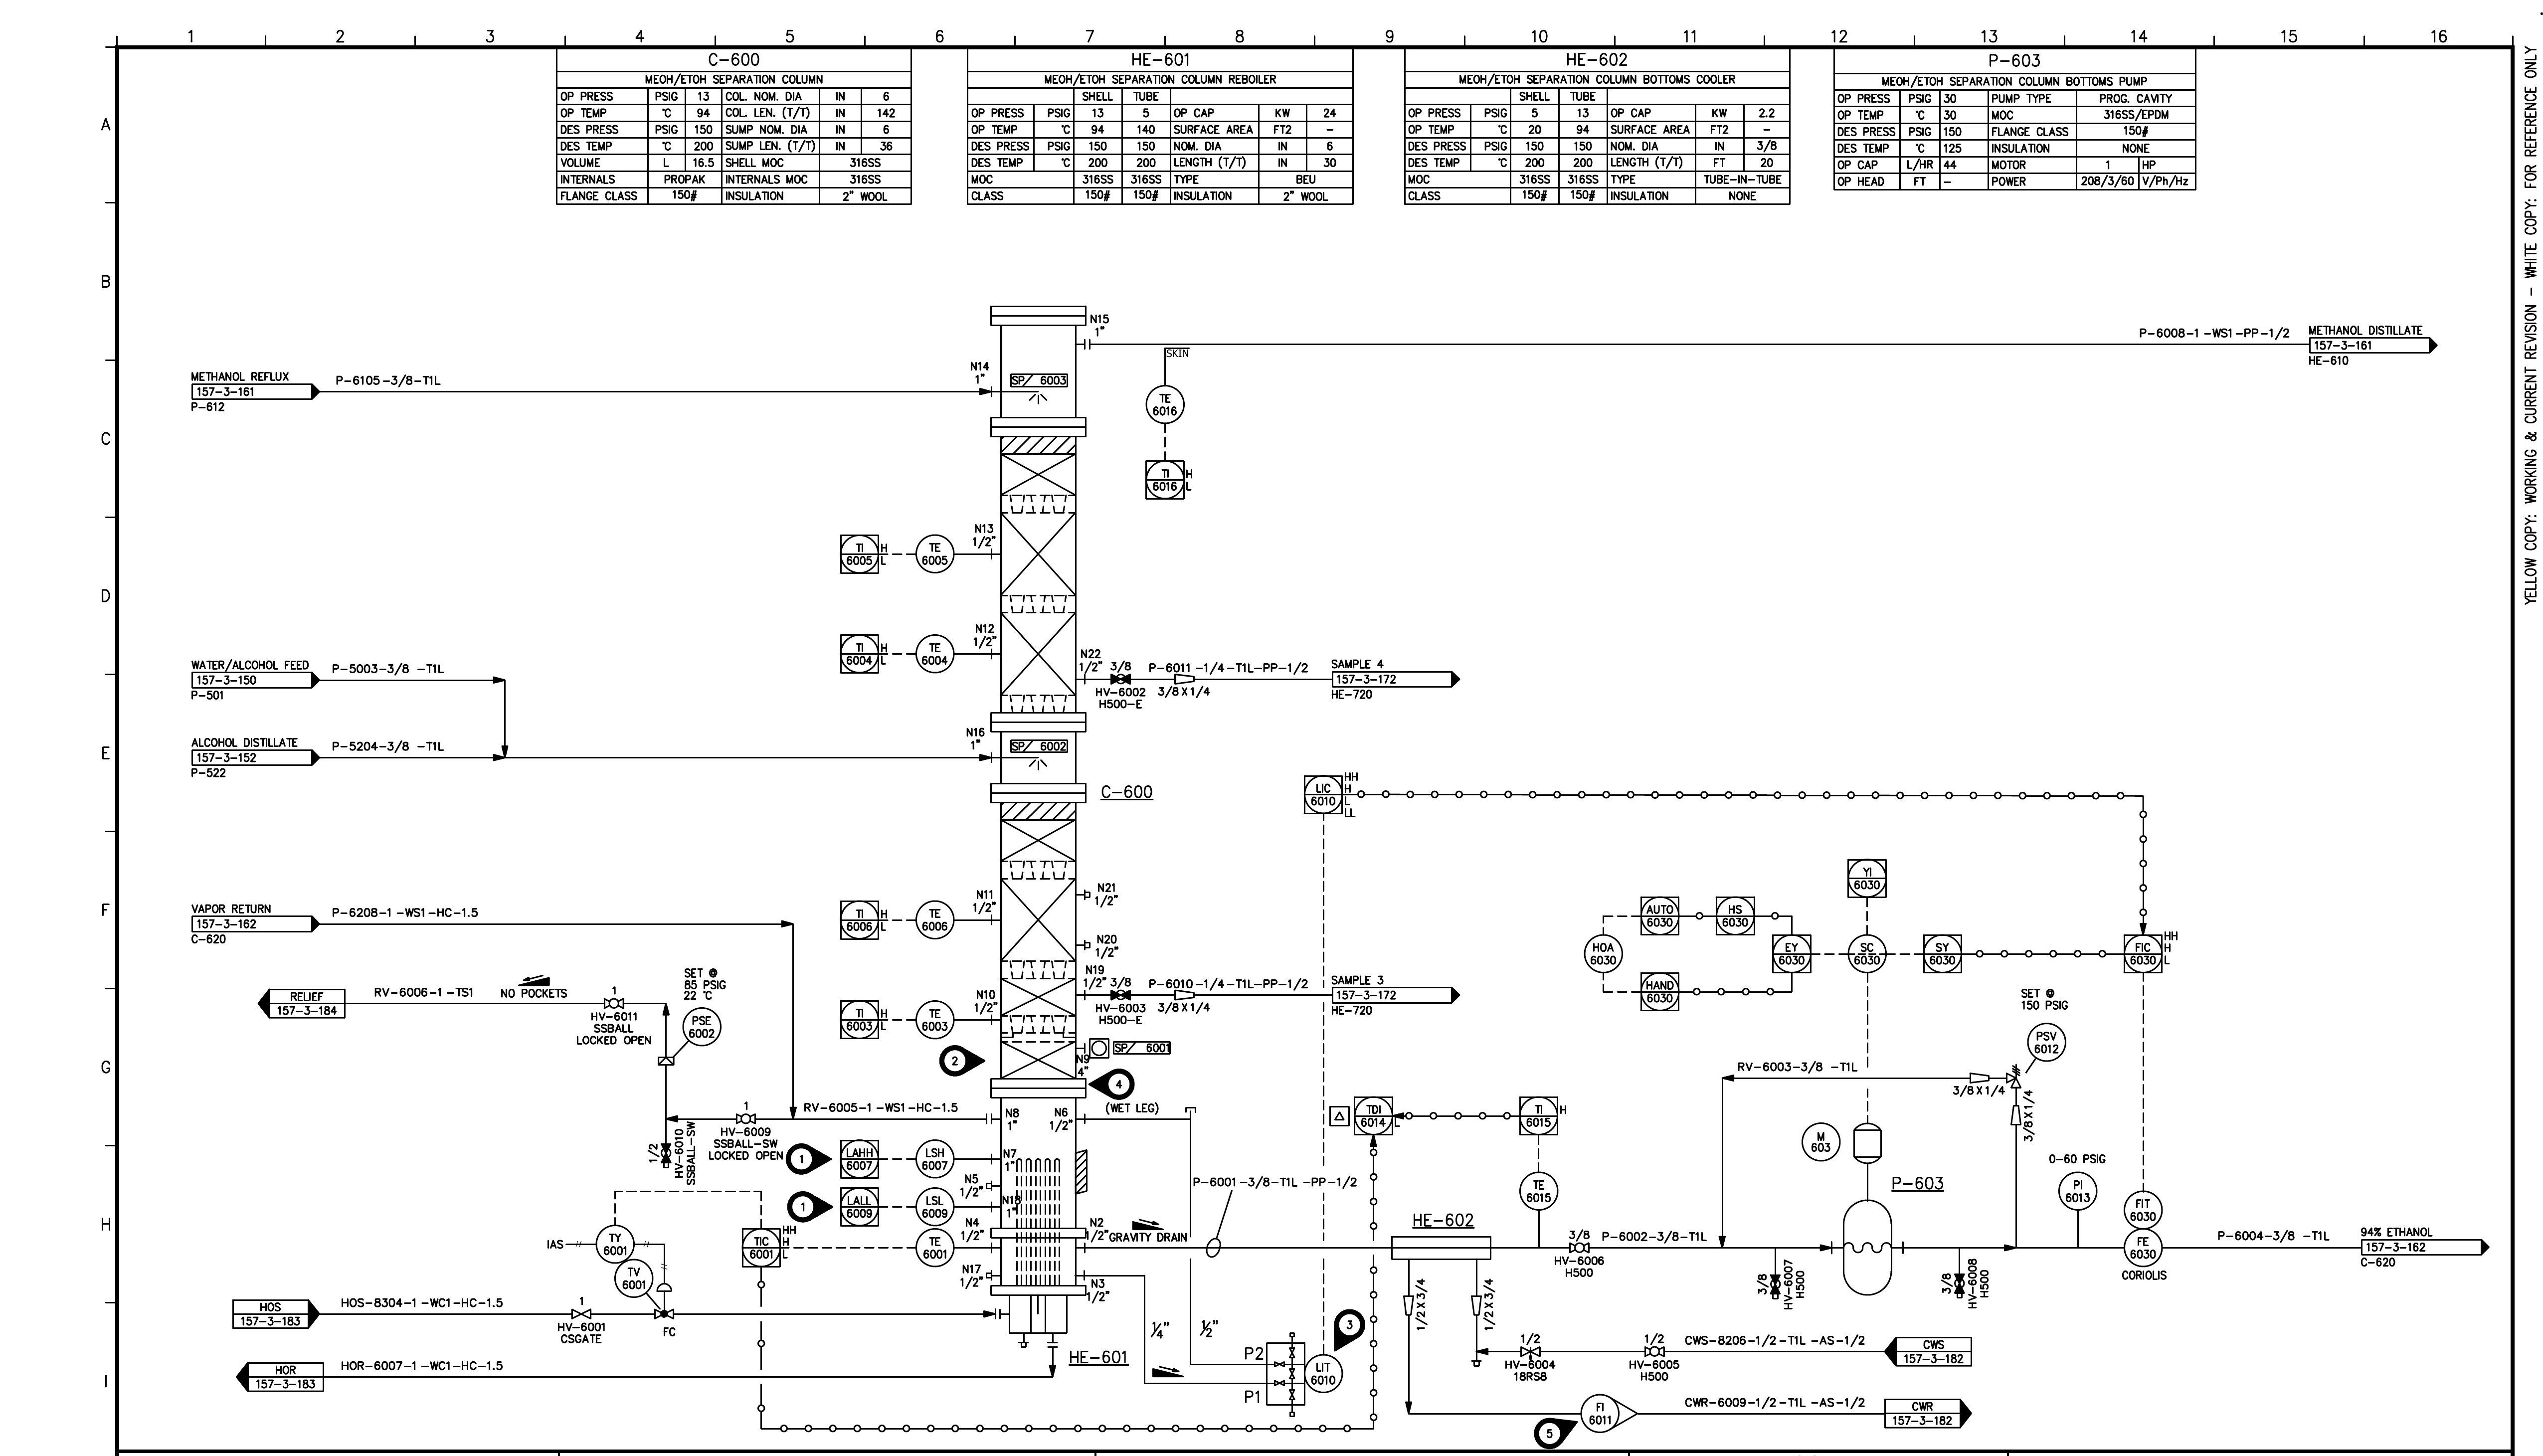 1 2 3 4 5 6 7 8 9 10 11 12 13 14 15 16
A
B
C
D
E
F
G
H
I
YELLOW COPY: WORKING & CURRENT REVISION - WHITE COPY: FOR REFERENCE ONLY
C-600
MEOH/ETOH SEPARATION COLUMN
OP PRESS PSIG 13 COL. NOM. DIA IN 6
OP TEMP °C 94 COL. LEN. (T/T) IN 142
DES PRESS PSIG 150 SUMP NOM. DIA IN 6
DES TEMP °C 200 SUMP LEN. (T/T) IN 36
VOLUME L 16.5 SHELL MOC 316SS
INTERNALS PROPAK INTERNALS MOC 316SS
FLANGE CLASS 150# INSULATION 2" WOOL
HE-601
MEOH/ETOH SEPARATION COLUMN REBOILER
SHELL TUBE
OP PRESS PSIG 13 5 OP CAP KW 24
OP TEMP °C 94 140 SURFACE AREA FT2 -
DES PRESS PSIG 150 150 NOM. DIA IN 6
DES TEMP °C 200 200 LENGTH (T/T) IN 30
MOC 316SS 316SS TYPE BEU
CLASS 150# 150# INSULATION 2" WOOL
HE-602
MEOH/ETOH SEPARATION COLUMN BOTTOMS COOLER
SHELL TUBE
OP PRESS PSIG 5 13 OP CAP KW 2.2
OP TEMP °C 20 94 SURFACE AREA FT2 -
DES PRESS PSIG 150 150 NOM. DIA IN 3/8
DES TEMP °C 200 200 LENGTH (T/T) FT 20
MOC 316SS 316SS TYPE TUBE-IN-TUBE
CLASS 150# 150# INSULATION NONE
P-603
MEOH/ETOH SEPARATION COLUMN BOTTOMS PUMP
OP PRESS PSIG 30 PUMP TYPE PROG. CAVITY
OP TEMP °C 30 MOC 316SS/EPDM
DES PRESS PSIG 150 FLANGE CLASS 150#
DES TEMP °C 125 INSULATION NONE
OP CAP L/HR 44 MOTOR 1 HP
OP HEAD FT - POWER 208/3/60 V/Ph/Hz
N15
1"
P-6008-1 -WS1-PP-1/2
METHANOL DISTILLATE
157-3-161
HE-610
SKIN
TE
6016
TI
6016
H
L
METHANOL REFLUX
157-3-161
P-612
P-6105-3/8-T1L
N14
1"
SP/ 6003
TI
6005
H
L
TE
6005
N13
1/2"
TI
6004
H
L
TE
6004
N12
1/2"
WATER/ALCOHOL FEED
157-3-150
P-501
P-5003-3/8 -T1L
N22
1/2" 3/8
HV-6002
H500-E
P-6011 -1/4-T1L-PP-1/2
3/8 X 1/4
SAMPLE 4
157-3-172
HE-720
ALCOHOL DISTILLATE
157-3-152
P-522
P-5204-3/8 -T1L
N16
1"
SP/ 6002
C-600
LIC
6010
HH
H
L
LL
VAPOR RETURN
157-3-162
C-620
P-6208-1 -WS1-HC-1.5
TI
6006
H
L
TE
6006
N11
1/2"
N21
1/2"
N20
1/2"
N19
1/2" 3/8
HV-6003
H500-E
P-6010-1/4-T1L-PP-1/2
3/8 X 1/4
SAMPLE 3
157-3-172
HE-720
YI
6030
AUTO
6030
HS
6030
HOA
6030
HAND
6030
EY
6030
SC
6030
SY
6030
FIC
6030
HH
H
L
RELIEF
157-3-184
RV-6006-1 -TS1
NO POCKETS
1
HV-6011
SSBALL
LOCKED OPEN
SET @
85 PSIG
22 °C
PSE
6002
TI
6003
H
L
TE
6003
N10
1/2"
2
SP/ 6001
N9
4"
4
SET @
150 PSIG
PSV
6012
RV-6003-3/8 -T1L
3/8 X 1/4
3/8 X 1/4
1
HV-6009
SSBALL-SW
LOCKED OPEN
RV-6005-1 -WS1-HC-1.5
1/2
HV-6010
SSBALL-SW
N8
1"
N6
1/2"
(WET LEG)
TDI
6014
L
TI
6015
H
M
603
1
LAHH
6007
LSH
6007
N7
1"
N5
1/2"
1
LALL
6009
LSL
6009
N18
1"
P-6001 -3/8-T1L -PP-1/2
TE
6015
P-603
0-60 PSIG
PI
6013
FIT
6030
FE
6030
CORIOLIS
IAS
TY
6001
TV
6001
TIC
6001
HH
H
L
TE
6001
N4
1/2"
N2
1/2"
GRAVITY DRAIN
HE-602
3/8
HV-6006
H500
P-6002-3/8-T1L
3/8
HV-6007
H500
3/8
HV-6008
H500
P-6004-3/8 -T1L
94% ETHANOL
157-3-162
C-620
N17
1/2"
N3
1/2"
HOS
157-3-183
HOS-8304-1 -WC1-HC-1.5
1
HV-6001
CSGATE
FC
1/4"
1/2"
3
1/2 X 3/4
1/2 X 3/4
HE-601
HOR
157-3-183
HOR-6007-1 -WC1-HC-1.5
P2
P1
LIT
6010
1/2
HV-6004
18RS8
1/2
HV-6005
H500
CWS-8206-1/2-T1L -AS-1/2
CWS
157-3-182
FI
6011
5
CWR-6009-1/2-T1L -AS-1/2
CWR
157-3-182